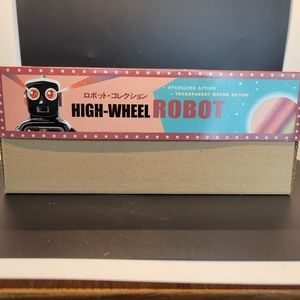 • SPARKLING ACTION
• TRANSPARENT MOTOR ACTION
ロボット・コレクション
HIGH-WHEEL ROBOT